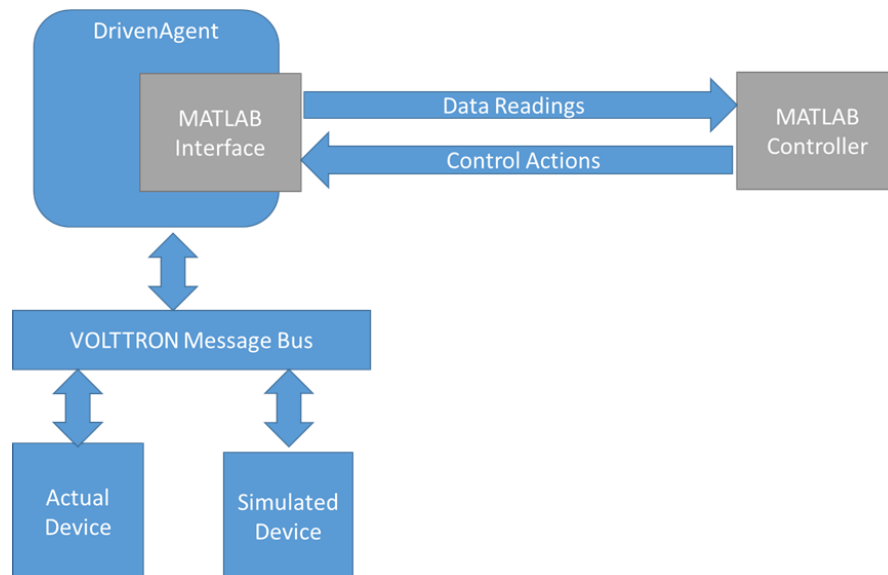 DrivenAgent
MATLAB
Interface
Data Readings
Control Actions
MATLAB
Controller
VOLTTRON Message Bus
Actual
Device
Simulated
Device